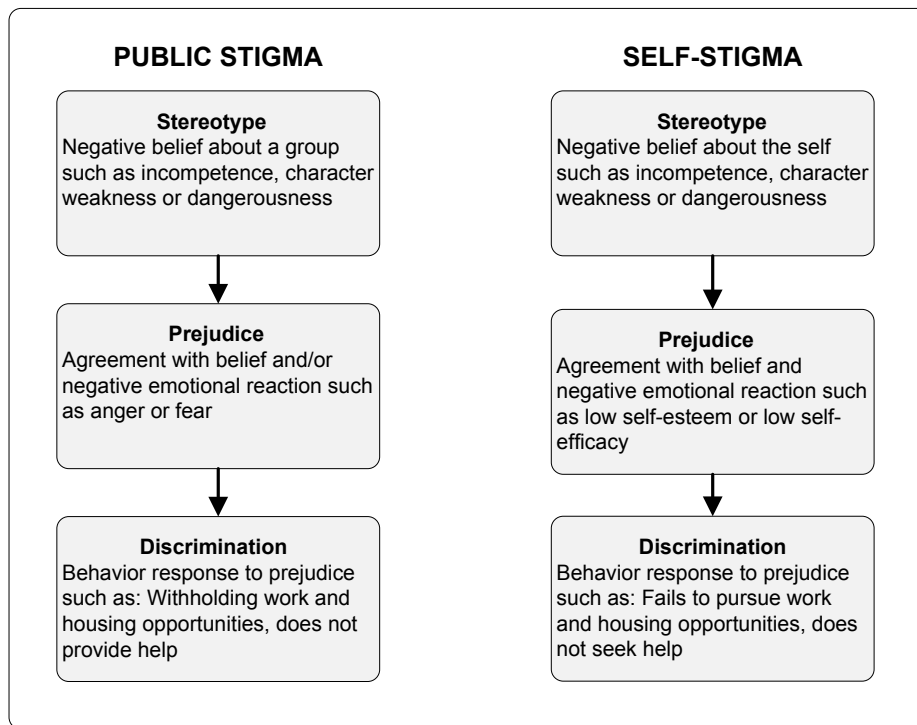 PUBLIC STIGMA
Stereotype
Negative belief about a group
such as incompetence, character
weakness or dangerousness
Prejudice
Agreement with belief and/or
negative emotional reaction such
as anger or fear
Discrimination
Behavior response to prejudice
such as: Withholding work and
housing opportunities, does not
provide help
SELF-STIGMA
Stereotype
Negative belief about the self
such as incompetence, character
weakness or dangerousness
Prejudice
Agreement with belief and
negative emotional reaction such
as low self-esteem or low self-
efficacy
Discrimination
Behavior response to prejudice
such as: Fails to pursue work
and housing opportunities, does
not seek help